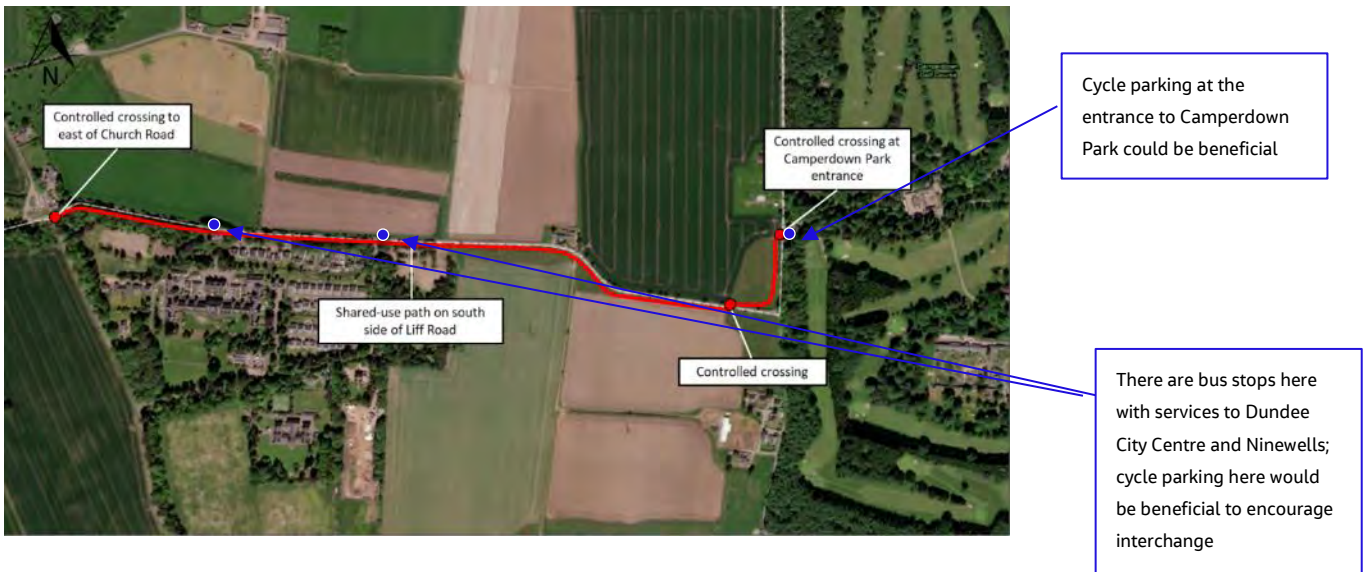 N
Controlled crossing to
east of Church Road
Controlled crossing at
Camperdown Park
entrance
Shared-use path on south
side of Liff Road
Controlled crossing
Cycle parking at the
entrance to Camperdown
Park could be beneficial
There are bus stops here
with services to Dundee
City Centre and Ninewells;
cycle parking here would
be beneficial to encourage
interchange